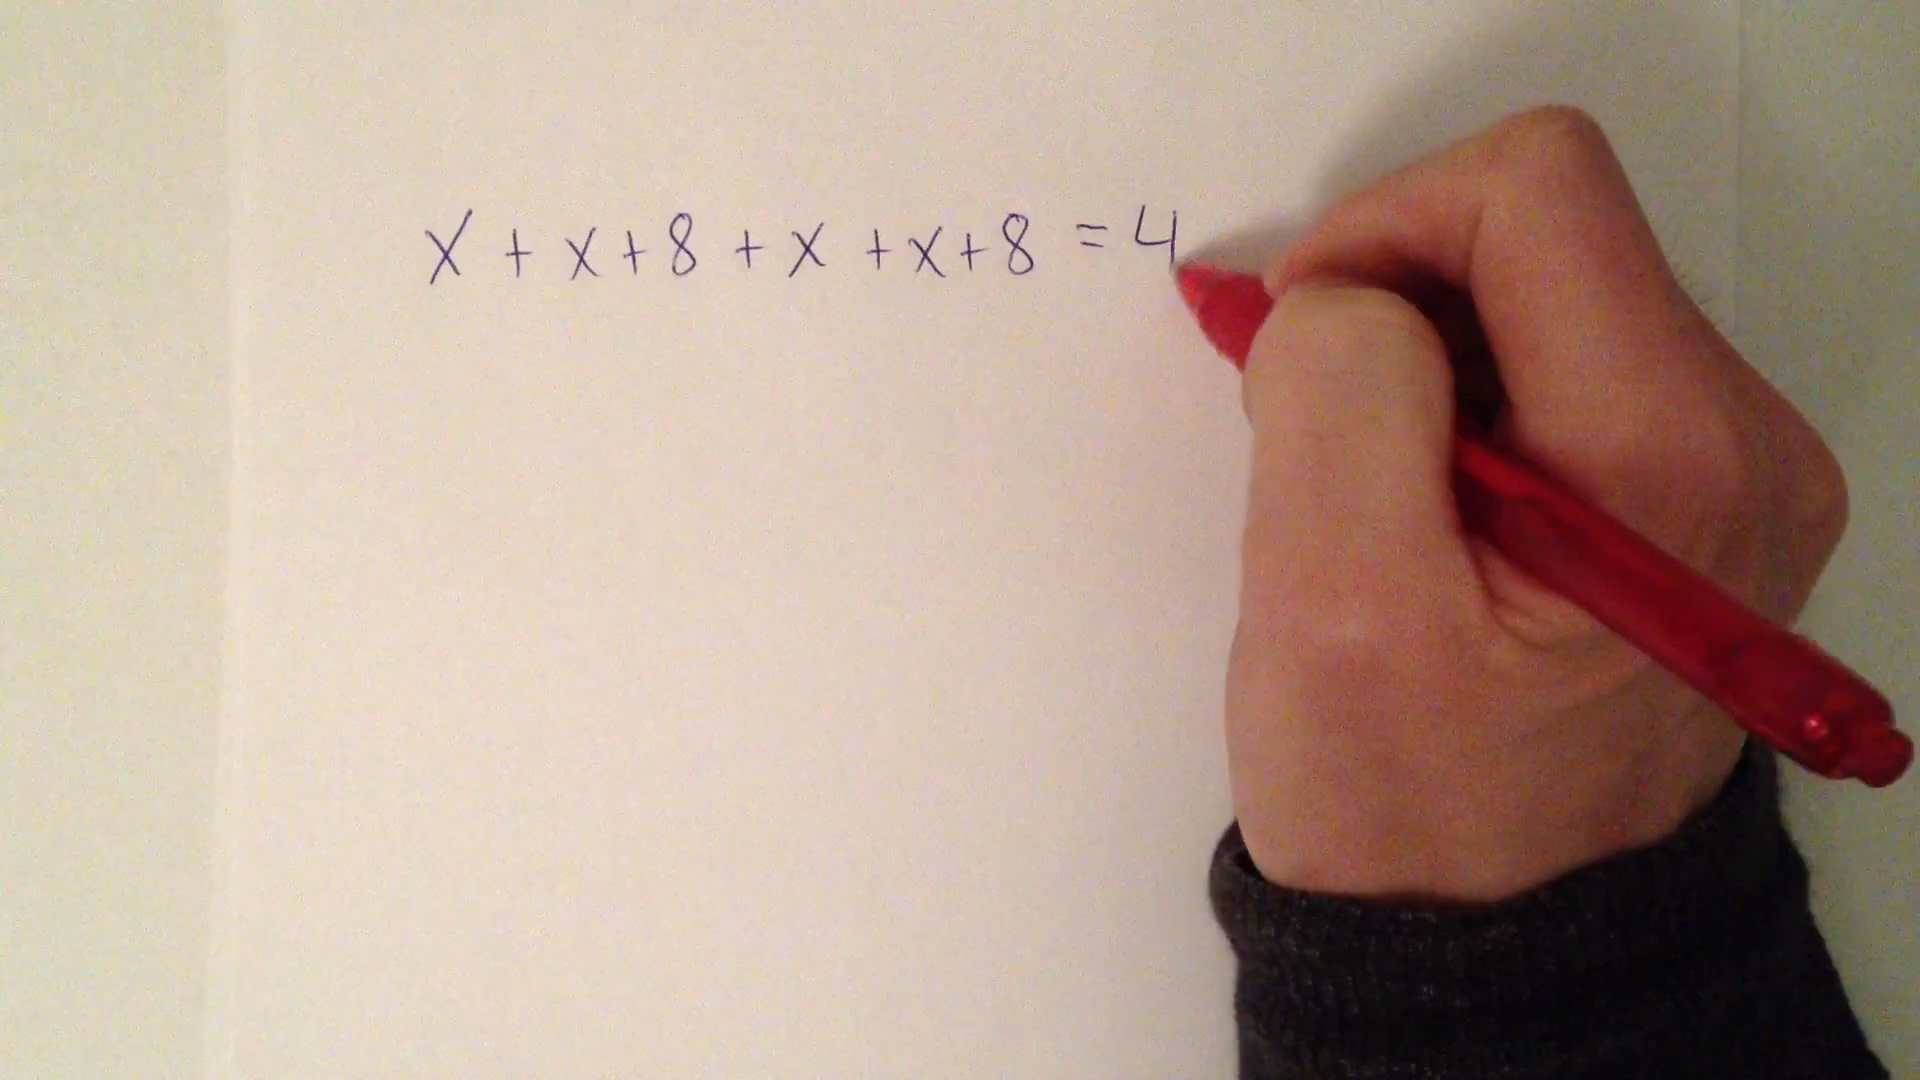 x + x + 8 + x + x + 8 = 4